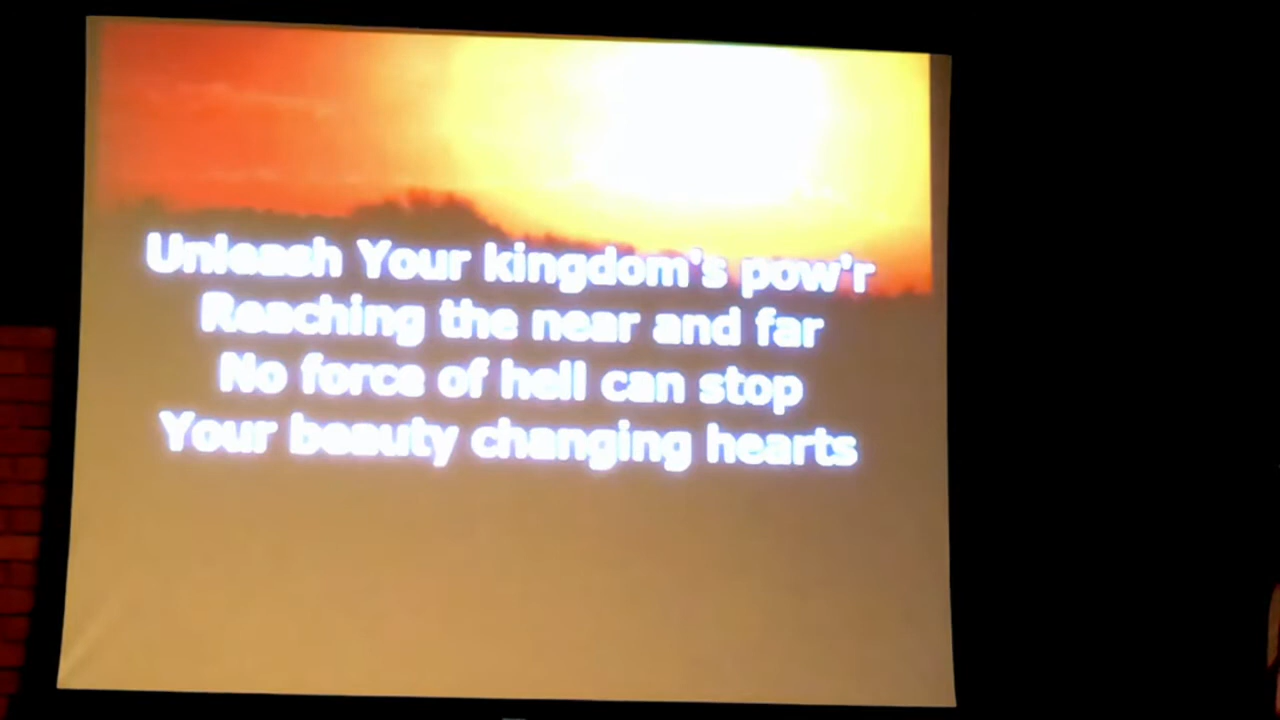 Unleash Your kingdom's pow'r
Reaching the near and far
No force of hell can stop
Your beauty changing hearts